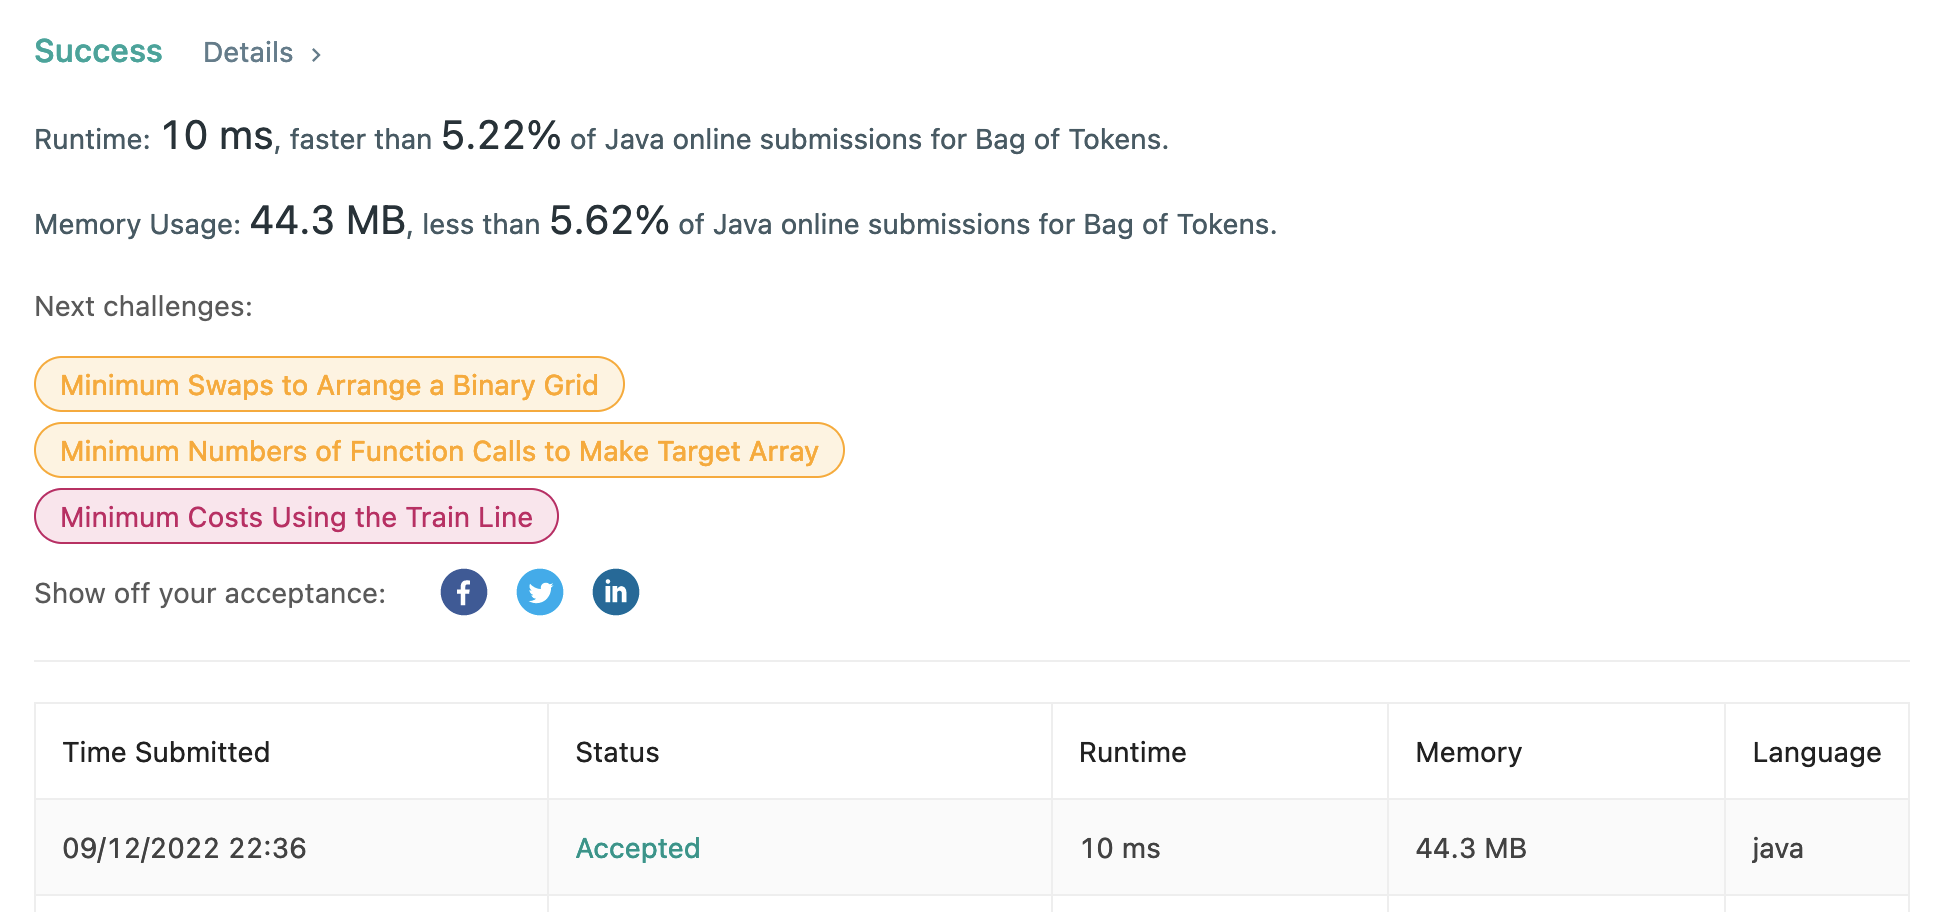 Success Details >
Runtime: 10 ms, faster than 5.22% of Java online submissions for Bag of Tokens.
Memory Usage: 44.3 MB, less than 5.62% of Java online submissions for Bag of Tokens.
Next challenges:
Minimum Swaps to Arrange a Binary Grid
Minimum Numbers of Function Calls to Make Target Array
Minimum Costs Using the Train Line
Show off your acceptance: f in
Time Submitted Status Runtime Memory Language
09/12/2022 22:36 Accepted 10 ms 44.3 MB java